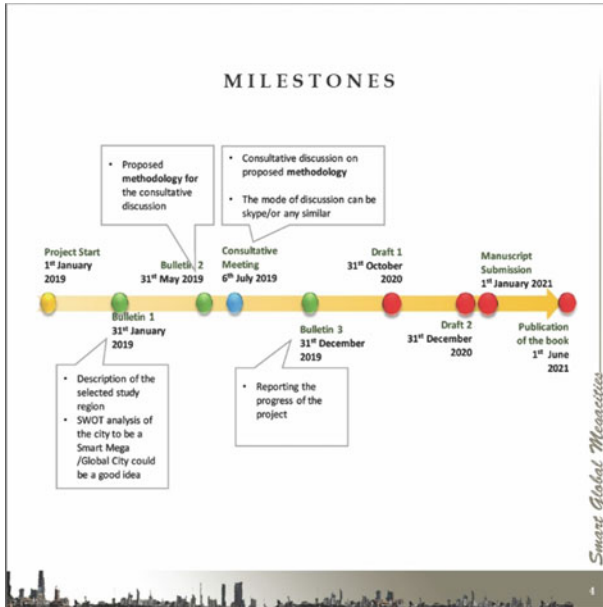 MILESTONES
• Proposed
methodology for
the consultative
discussion
• Consultative discussion on
proposed methodology
• The mode of discussion can be
skype/or any similar
Project Start
1st January
2019
Bulletin 1
31st January
2019
Bulletin 2
31st May 2019
Consultative
Meeting
6th July 2019
Bulletin 3
31st December
2019
Draft 1
31st October
2020
Draft 2
31st December
2020
Manuscript
Submission
1st January 2021
Publication
of the book
1st June
2021
• Description of the
selected study
region
• SWOT analysis of
the city to be a
Smart Mega
/Global City could
be a good idea
• Reporting the
progress of the
project
Smart Global Megacities
4